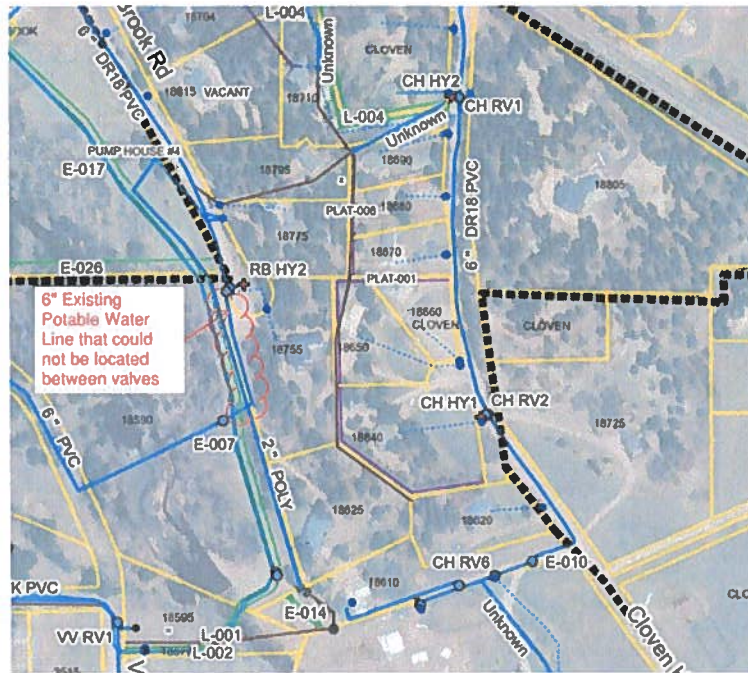 L-004
18704
Brook Rd
6" DR18 PVC
CLOVEN
Unknown
18710
CH HY2
CH RV1
18815
VACANT
L-004
Unknown
PUMP HOUSE #4
18690
E-017
18795
18805
PLAT-006
18680
6" DR18 PVC
18775
18670
E-026
RB HY2
PLAT-001
6" Existing
Potable Water
Line that could
not be located
between valves
18660
CLOVEN
CLOVEN
18755
18650
CH HY1
CH RV2
18725
6" PVC
E-007
18640
2" POLY
18625
18620
CH RV6
E-010
K PVC
18610
E-014
18595
CLO
VV RV1
L-001
L-002
Unknown
Cloven